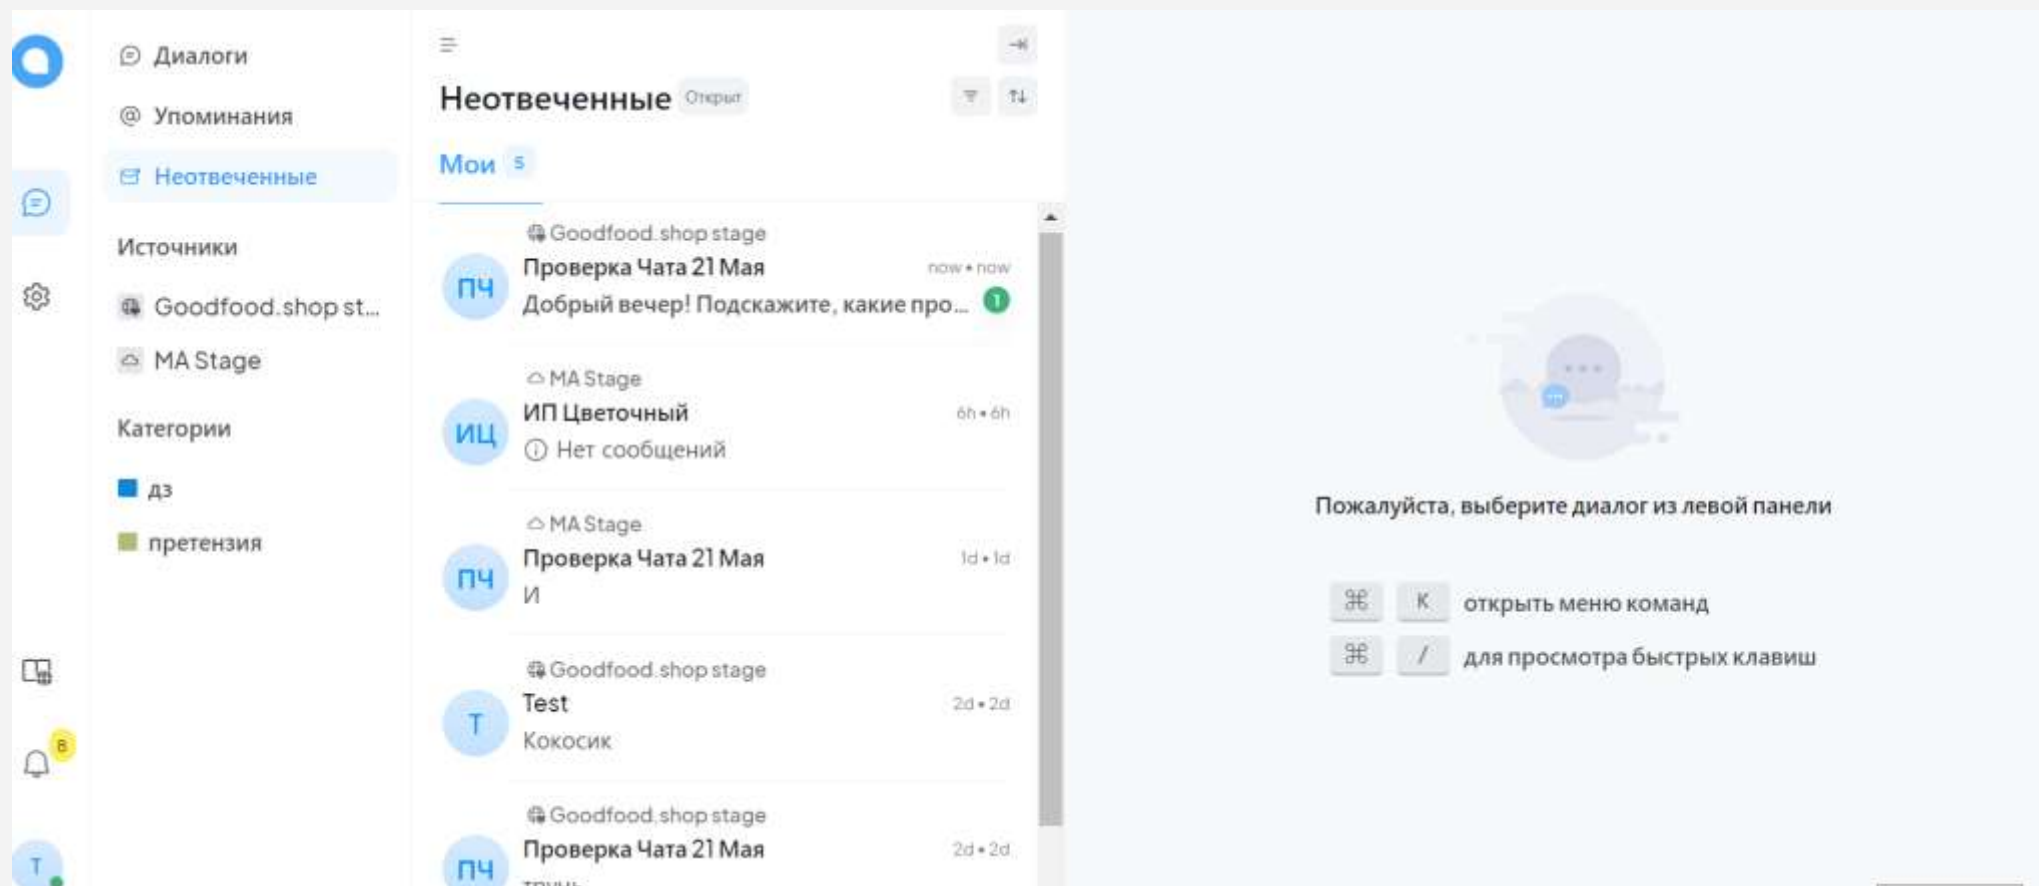 Диалоги
Упоминания
Неотвеченные
Источники
Goodfood.shop st...
MA Stage
Категории
дз
претензия
8
T
Неотвеченные Открыт
Мои 5
Goodfood.shop stage
ПЧ
Проверка Чата 21 Мая now • now
Добрый вечер! Подскажите, какие про... 1
MA Stage
ИЦ
ИП Цветочный 6h • 6h
Нет сообщений
MA Stage
ПЧ
Проверка Чата 21 Мая 1d • 1d
И
Goodfood.shop stage
T
Test 2d • 2d
Кокосик
Goodfood.shop stage
ПЧ
Проверка Чата 21 Мая 2d • 2d
Пожалуйста, выберите диалог из левой панели
⌘ K открыть меню команд
⌘ / для просмотра быстрых клавиш